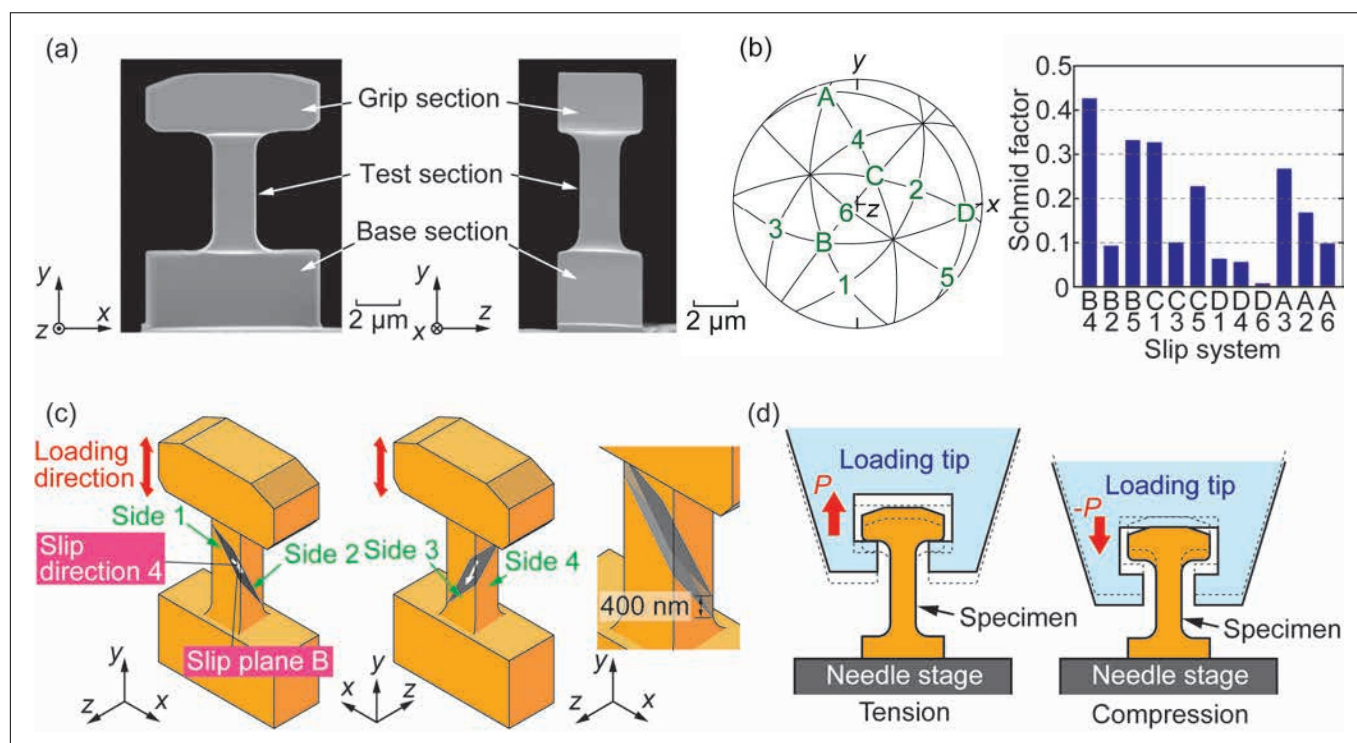 (a)
Grip section
Test section
Base section
y
z
x
2 µm
y
x
z
2 µm
(b)
y
A
4
C
2
6
z
D
x
3
B
1
5
Schmid factor
0.5
0.4
0.3
0.2
0.1
0
B B B C C C D D D A A A
4 2 5 1 3 5 1 4 6 3 2 6
Slip system
(c)
Loading
direction
Side 1
Slip
direction 4
Side 2
Slip plane B
Side 3
Side 4
400 nm
y
z
x
y
x
z
y
z
x
(d)
Loading tip
P
Specimen
Needle stage
Tension
Loading tip
-P
Specimen
Needle stage
Compression